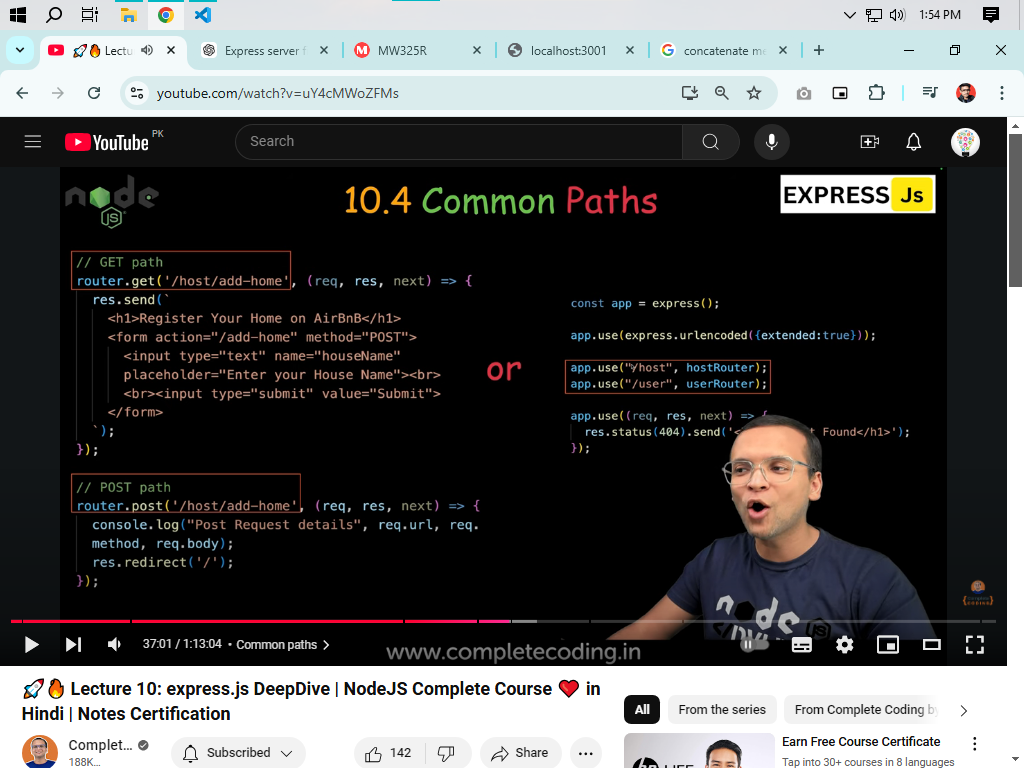 1:54 PM
Lectu
Express server f
MW325R
localhost:3001
concatenate me
youtube.com/watch?v=uY4cMWoZFMs
YouTube PK
Search
node
JS
10.4 Common Paths
EXPRESS Js
// GET path
router.get('/host/add-home', (req, res, next) => {
res.send(`
<h1>Register Your Home on AirBnB</h1>
<form action="/add-home" method="POST">
<input type="text" name="houseName"
placeholder="Enter your House Name"><br>
<br><input type="submit" value="Submit">
</form>
`);
});
// POST path
router.post('/host/add-home', (req, res, next) => {
console.log("Post Request details", req.url, req.
method, req.body);
res.redirect('/');
});
or
const app = express();
app.use(express.urlencoded({extended:true}));
app.use("/host", hostRouter);
app.use("/user", userRouter);
app.use((req, res, next) => {
res.status(404).send('< t Found</h1>');
});
node
37:01 / 1:13:04 • Common paths >
www.completecoding.in
🚀🔥 Lecture 10: express.js DeepDive | NodeJS Complete Course ❤️ in
Hindi | Notes Certification
Complet...
188K...
Subscribed
142
Share
All
From the series
From Complete Coding by
Earn Free Course Certificate
Tap into 30+ courses in 8 languages
LIFE